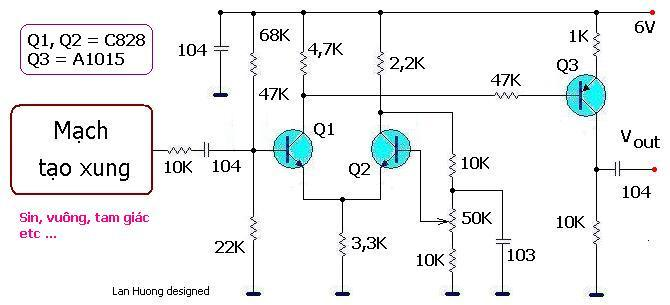 Q1, Q2 = C828
Q3 = A1015
104
68K
4,7K
2,2K
1K
6V
Q3
47K
47K
Mạch
tạo xung
10K
104
Q1
Q2
10K
Vout
104
Sin, vuông, tam giác
etc ...
22K
3,3K
50K
10K
103
10K
Lan Huong designed